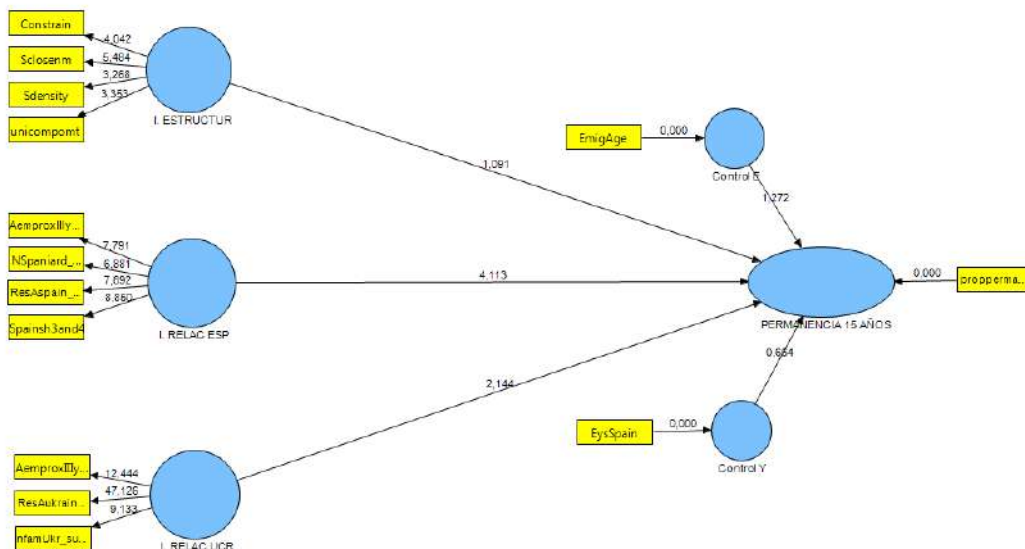 Constrain
4,042
Sclosenm
5,484
Sdensity
3,268
unicompomt
3,353
I. ESTRUCTUR
1,091
EmigAge
0,000
Control E
1,272
AemproxIIIy...
7,791
NSpaniard_...
6,881
ResAspain_...
7,692
Spainsh3and4
8,860
I. RELAC ESP
4,113
PERMANENCIA 15 AÑOS
0,000
propperma...
2,144
0,654
EysSpain
0,000
Control Y
AemproxIIIy...
12,444
ResAukrain...
47,126
nfamUkr_su...
9,133
I. RELAC UCR